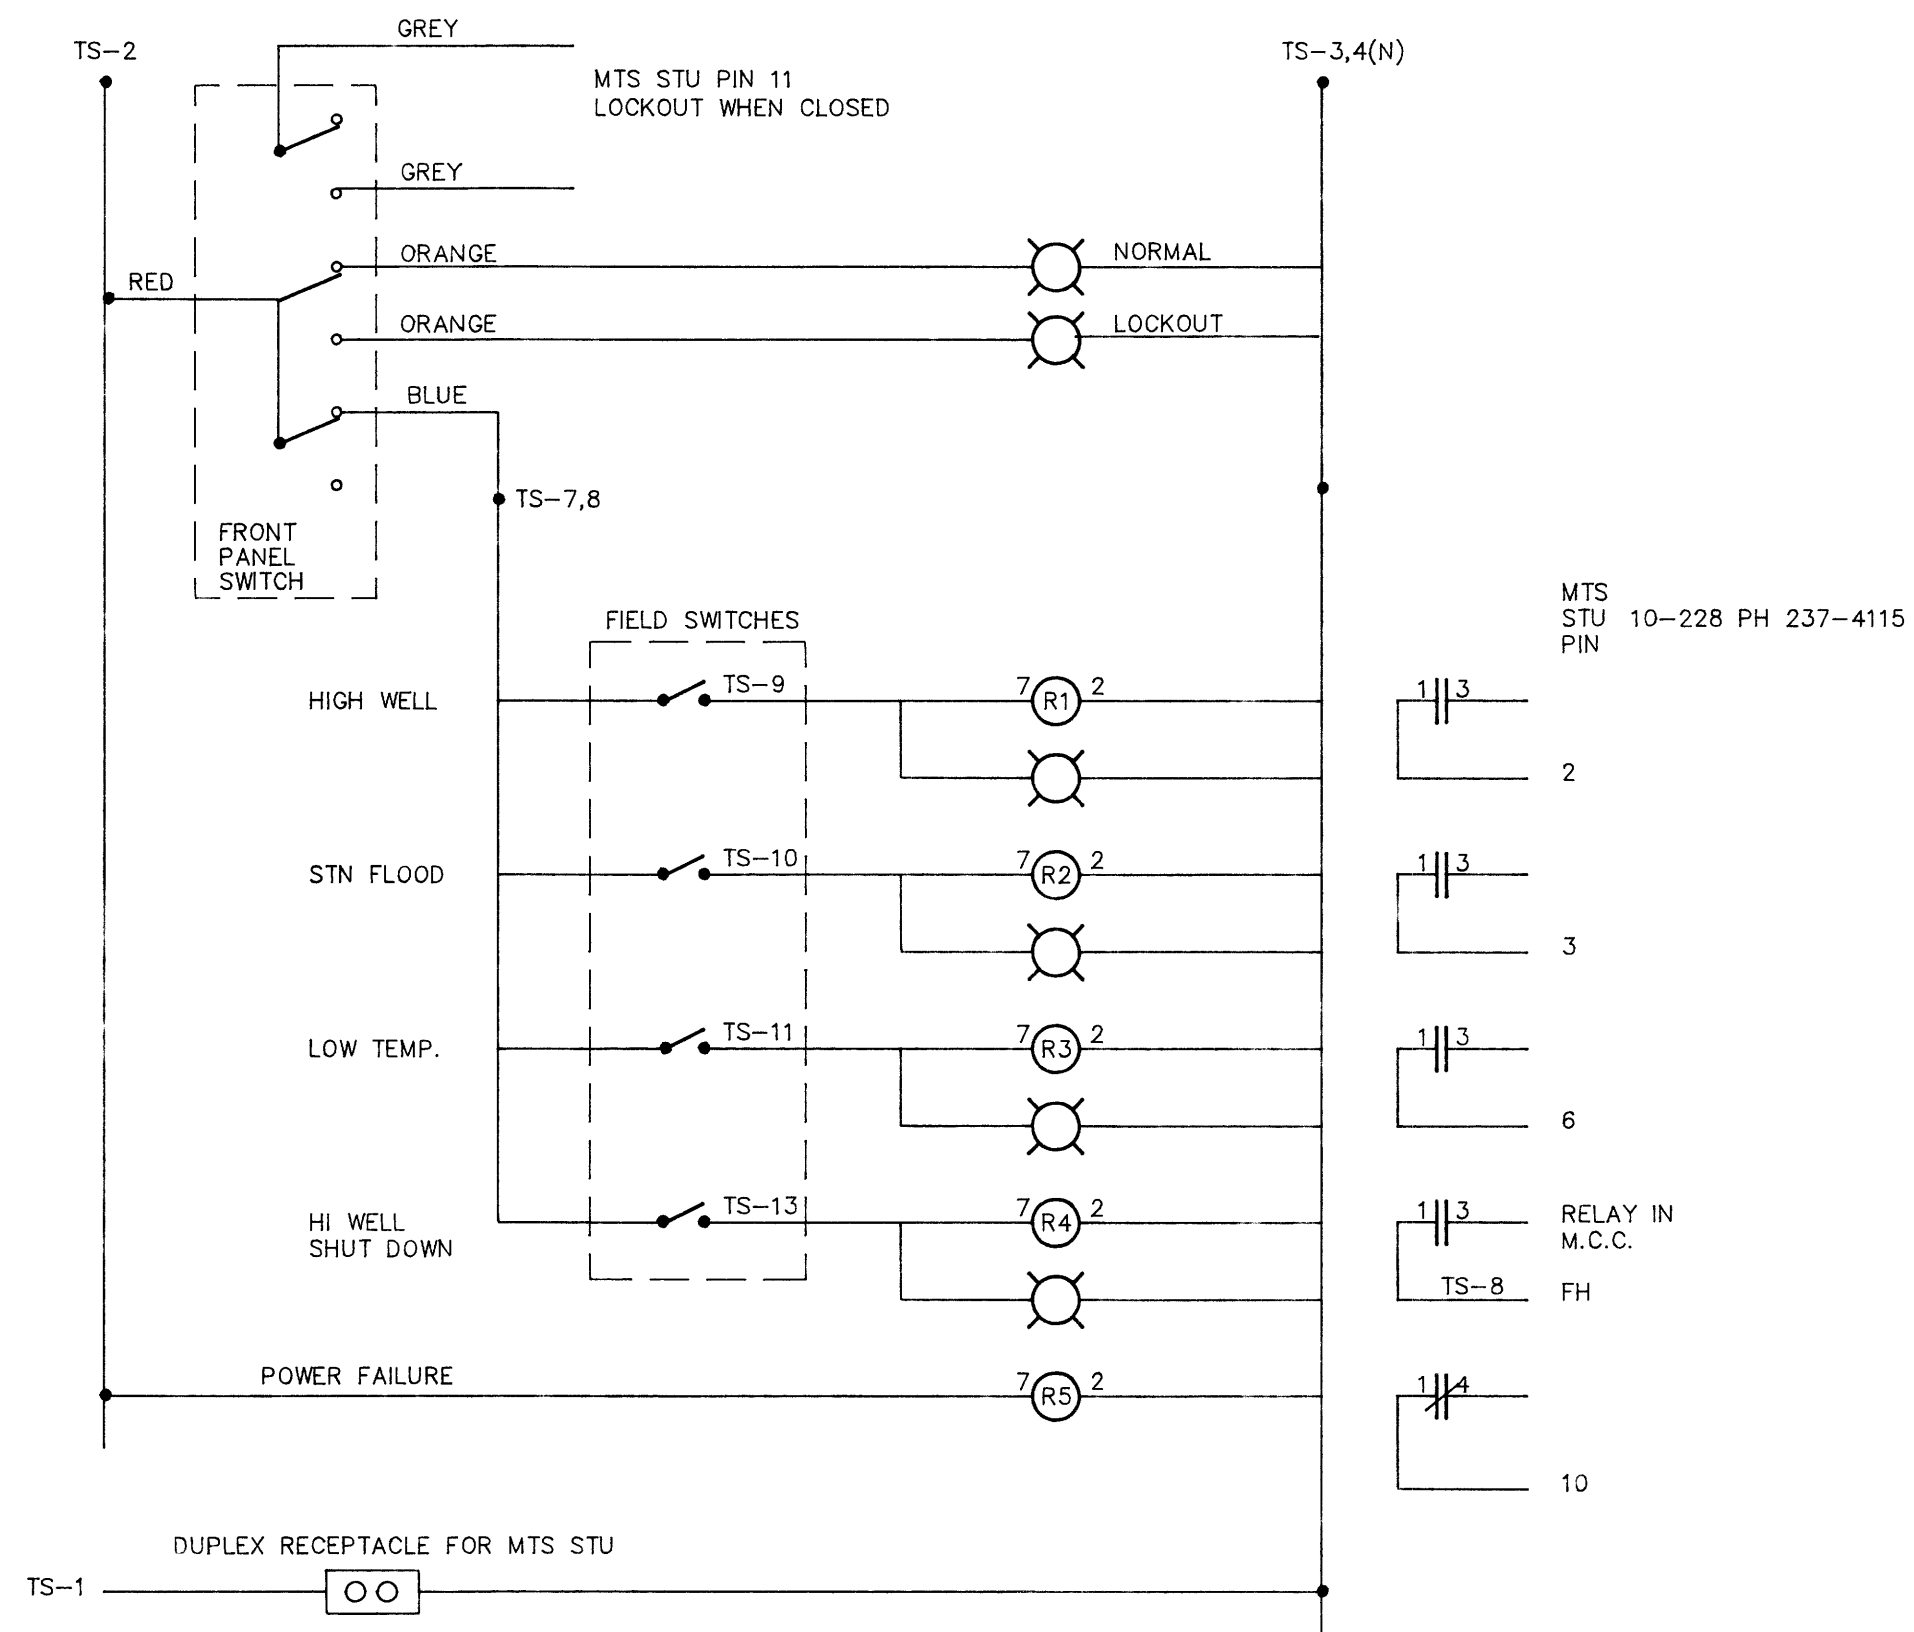 GREY
TS-2
TS-3,4(N)
MTS STU PIN 11
LOCKOUT WHEN CLOSED
GREY
ORANGE
NORMAL
RED
ORANGE
LOCKOUT
BLUE
TS-7,8
FRONT
PANEL
SWITCH
FIELD SWITCHES
MTS
STU 10-228 PH 237-4115
PIN
HIGH WELL
TS-9
7 R1 2
1 3
2
STN FLOOD
TS-10
7 R2 2
1 3
3
LOW TEMP.
TS-11
7 R3 2
1 3
6
HI WELL
SHUT DOWN
TS-13
7 R4 2
1 3
RELAY IN
M.C.C.
TS-8
FH
POWER FAILURE
7 R5 2
1 4
10
DUPLEX RECEPTACLE FOR MTS STU
TS-1